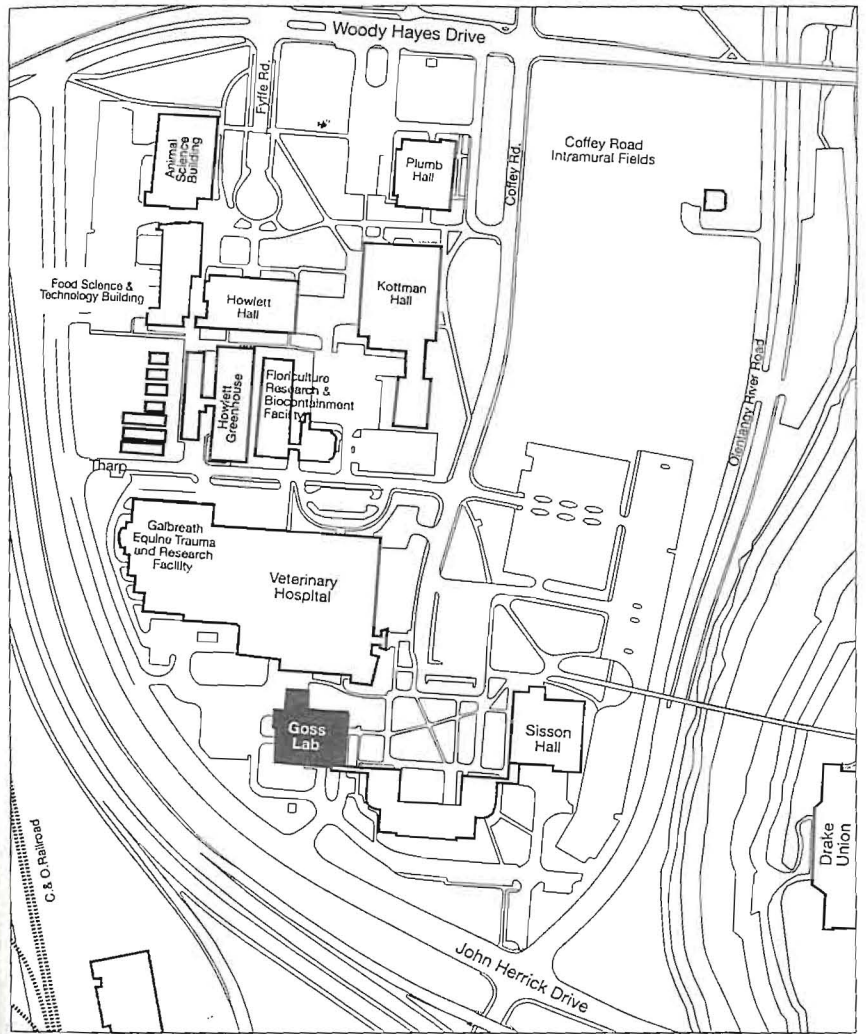 Woody Hayes Drive
Fyffe Rd.
Animal
Science
Building
Plumb
Hall
Coffey Rd.
Coffey Road
Intramural Fields
Food Science &
Technology Building
Howlett
Hall
Kottman
Hall
Howlett
Greenhouse
Floriculture
Research &
Biocontainment
Facility
Olentangy River Road
Tharp
Galbreath
Equine Trauma
and Research
Facility
Veterinary
Hospital
Goss
Lab
Sisson
Hall
Drake
Union
C. & O. Railroad
John Herrick Drive